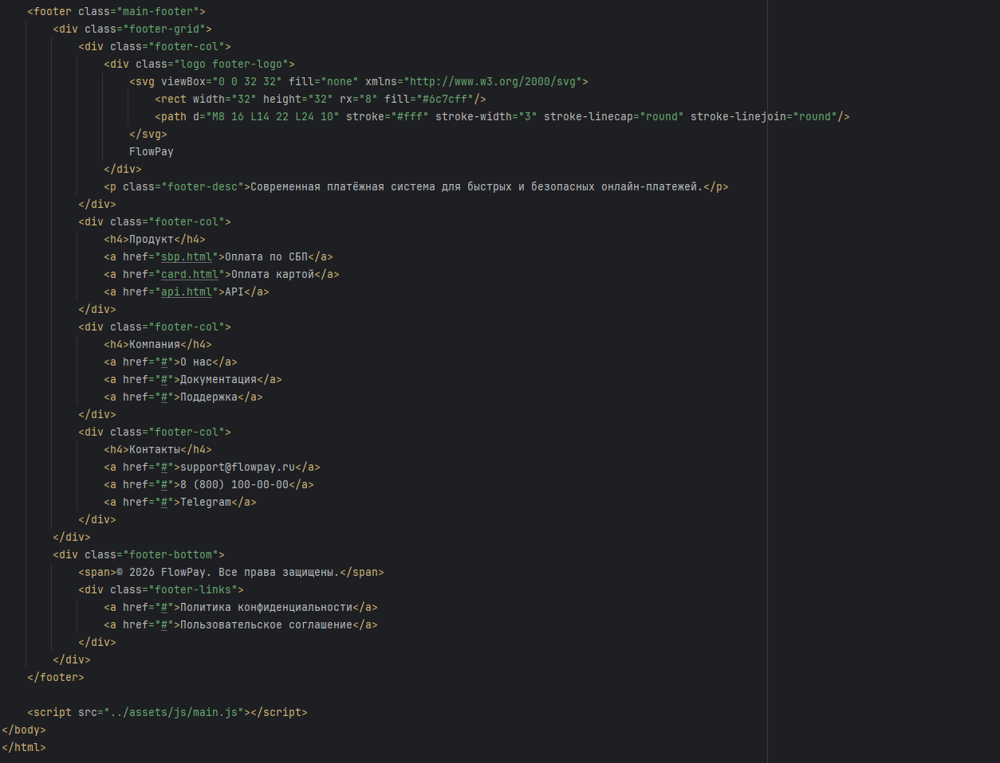 <footer class="main-footer">
<div class="footer-grid">
<div class="footer-col">
<div class="logo footer-logo">
<svg viewBox="0 0 32 32" fill="none" xmlns="http://www.w3.org/2000/svg">
<rect width="32" height="32" rx="8" fill="#6c7cff"/>
<path d="M8 16 L14 22 L24 10" stroke="#fff" stroke-width="3" stroke-linecap="round" stroke-linejoin="round"/>
</svg>
FlowPay
</div>
<p class="footer-desc">Современная платёжная система для быстрых и безопасных онлайн-платежей.</p>
</div>
<div class="footer-col">
<h4>Продукт</h4>
<a href="sbp.html">Оплата по СБП</a>
<a href="card.html">Оплата картой</a>
<a href="api.html">API</a>
</div>
<div class="footer-col">
<h4>Компания</h4>
<a href="#">О нас</a>
<a href="#">Документация</a>
<a href="#">Поддержка</a>
</div>
<div class="footer-col">
<h4>Контакты</h4>
<a href="#">support@flowpay.ru</a>
<a href="#">8 (800) 100-00-00</a>
<a href="#">Telegram</a>
</div>
</div>
<div class="footer-bottom">
<span>© 2026 FlowPay. Все права защищены.</span>
<div class="footer-links">
<a href="#">Политика конфиденциальности</a>
<a href="#">Пользовательское соглашение</a>
</div>
</div>
</footer>
<script src="../assets/js/main.js"></script>
</body>
</html>